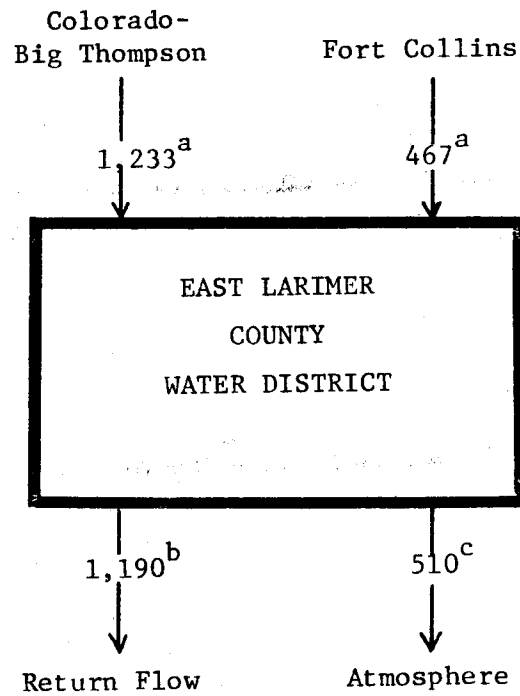 Colorado-
Big Thompson
Fort Collins
1,233a
467a
EAST LARIMER
COUNTY
WATER DISTRICT
1,190b
510c
Return Flow
Atmosphere